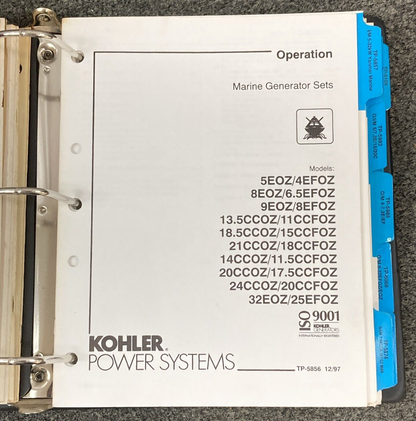 Operation
Marine Generator Sets
Models:
5EOZ/4EFOZ
8EOZ/6.5EFOZ
9EOZ/8EFOZ
13.5CCOZ/11CCFOZ
18.5CCOZ/15CCFOZ
21CCOZ/18CCFOZ
14CCOZ/11.5CCFOZ
20CCOZ/17.5CCFOZ
24CCOZ/20CCFOZ
32EOZ/25EFOZ
ISO 9001
KOHLER
GENERATORS
KOHLER®
POWER SYSTEMS
TP-5856 12/97